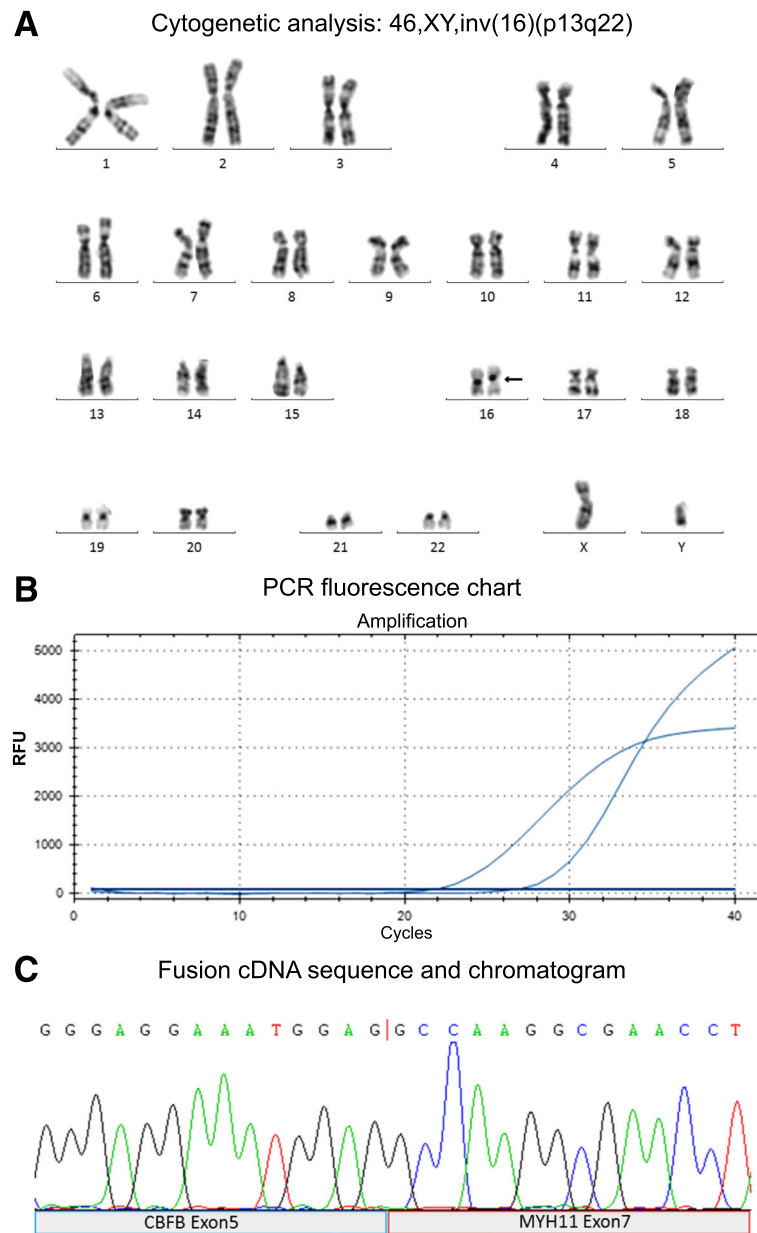 A Cytogenetic analysis: 46,XY,inv(16)(p13q22)
1 2 3 4 5
6 7 8 9 10 11 12
13 14 15 16 17 18
19 20 21 22 X Y
B PCR fluorescence chart
Amplification
5000
4000
3000
2000
1000
0
RFU
0 10 20 30 40
Cycles
C Fusion cDNA sequence and chromatogram
G G G A G G A A A T G G A G G C C A A G G C G A A C C T
CBFB Exon5 MYH11 Exon7